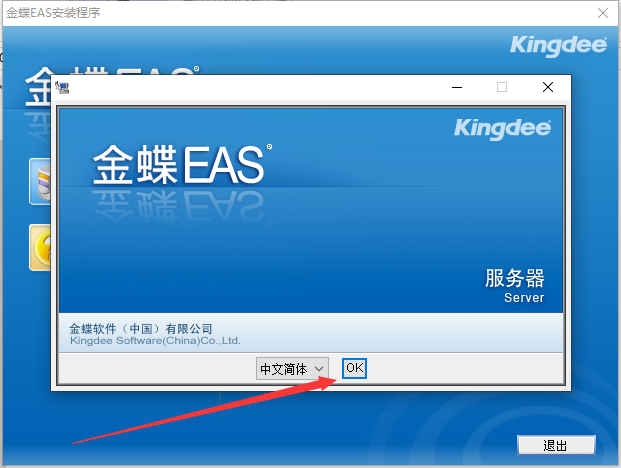 金蝶EAS安装程序
Kingdee
金蝶EAS
Kingdee
金蝶EAS
服务器
Server
金蝶软件（中国）有限公司
Kingdee Software(China)Co.,Ltd.
中文简体
OK
退出